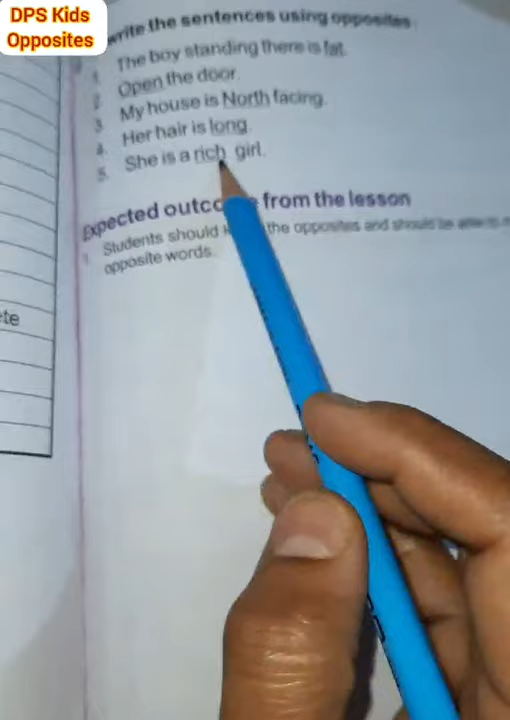 DPS Kids
Opposites
write the sentences using opposites
1. The boy standing there is fat.
2. Open the door.
3. My house is North facing.
4. Her hair is long.
5. She is a rich girl.
Expected from the lesson
1. Students should the opposites and should be able to
opposite words.